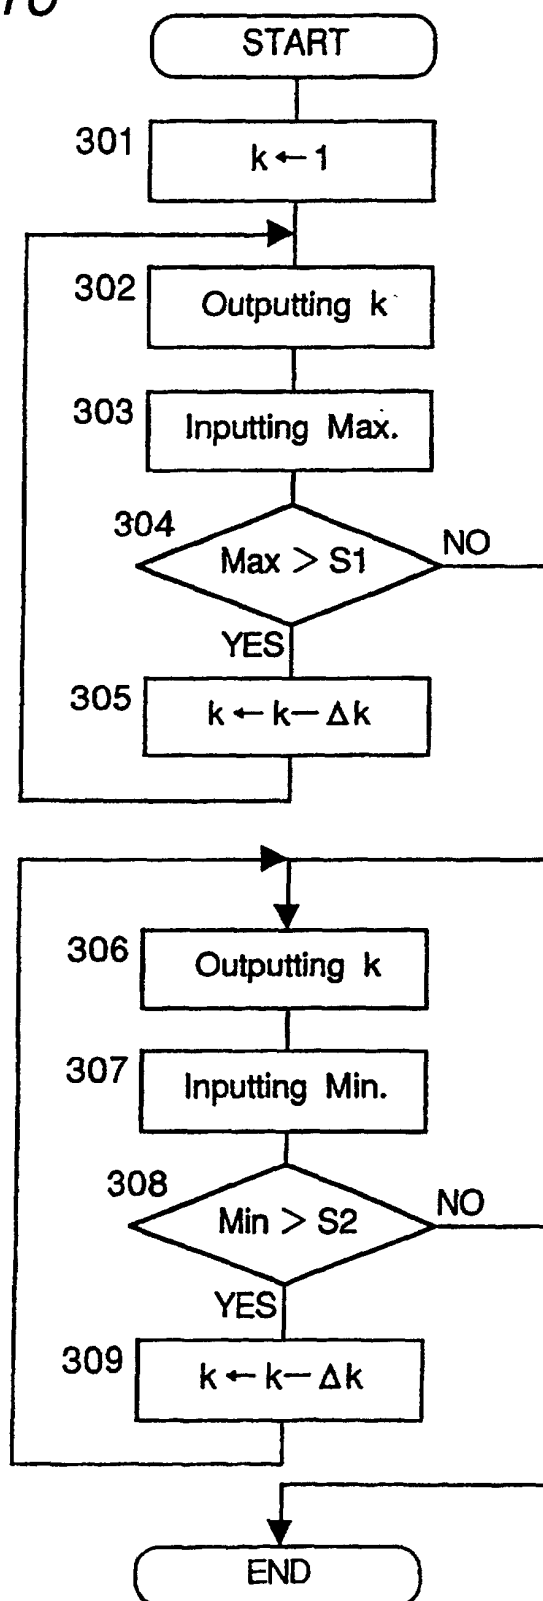 START
301
k ← 1
302
Outputting k
303
Inputting Max.
304
Max > S1
NO
YES
305
k ← k – Δk
306
Outputting k
307
Inputting Min.
308
Min > S2
NO
YES
309
k ← k – Δk
END